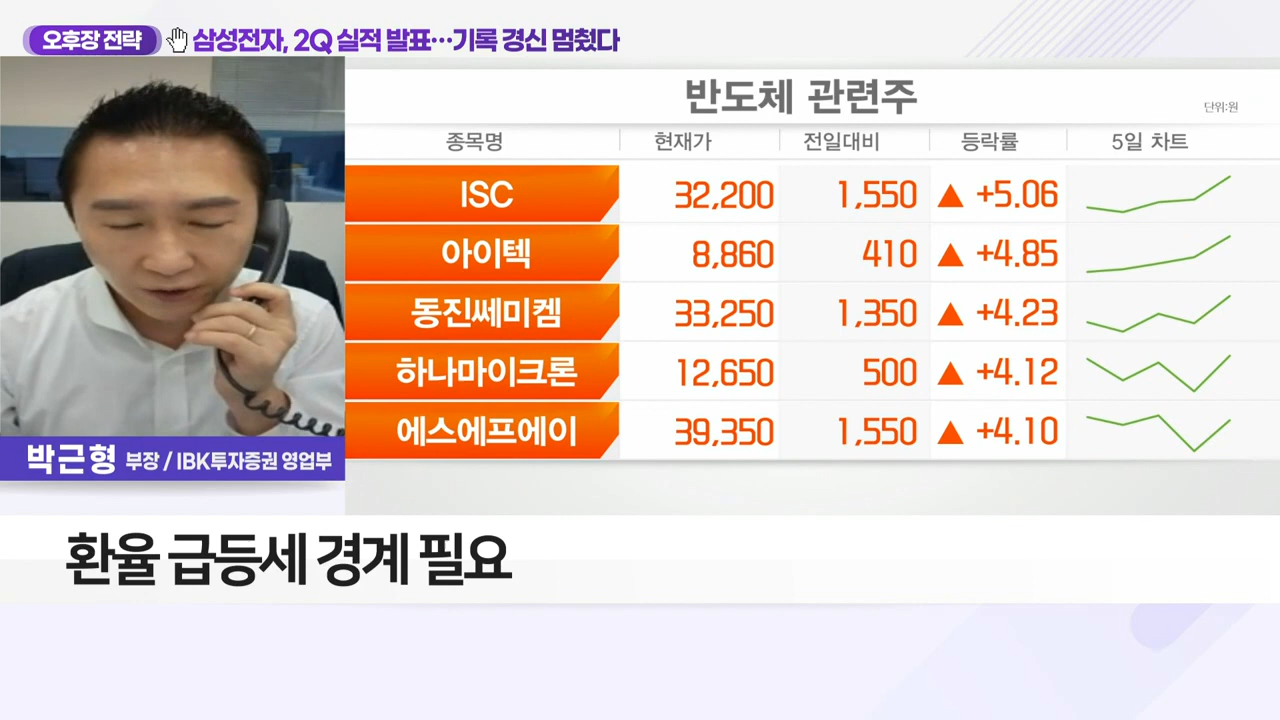 오후장 전략 삼성전자, 2Q 실적 발표…기록 경신 멈췄다
반도체 관련주
단위:원
종목명 현재가 전일대비 등락률 5일 차트
ISC 32,200 1,550 ▲ +5.06
아이텍 8,860 410 ▲ +4.85
동진쎄미켐 33,250 1,350 ▲ +4.23
하나마이크론 12,650 500 ▲ +4.12
에스에프에이 39,350 1,550 ▲ +4.10
박근형 부장 / IBK투자증권 영업부
환율 급등세 경계 필요